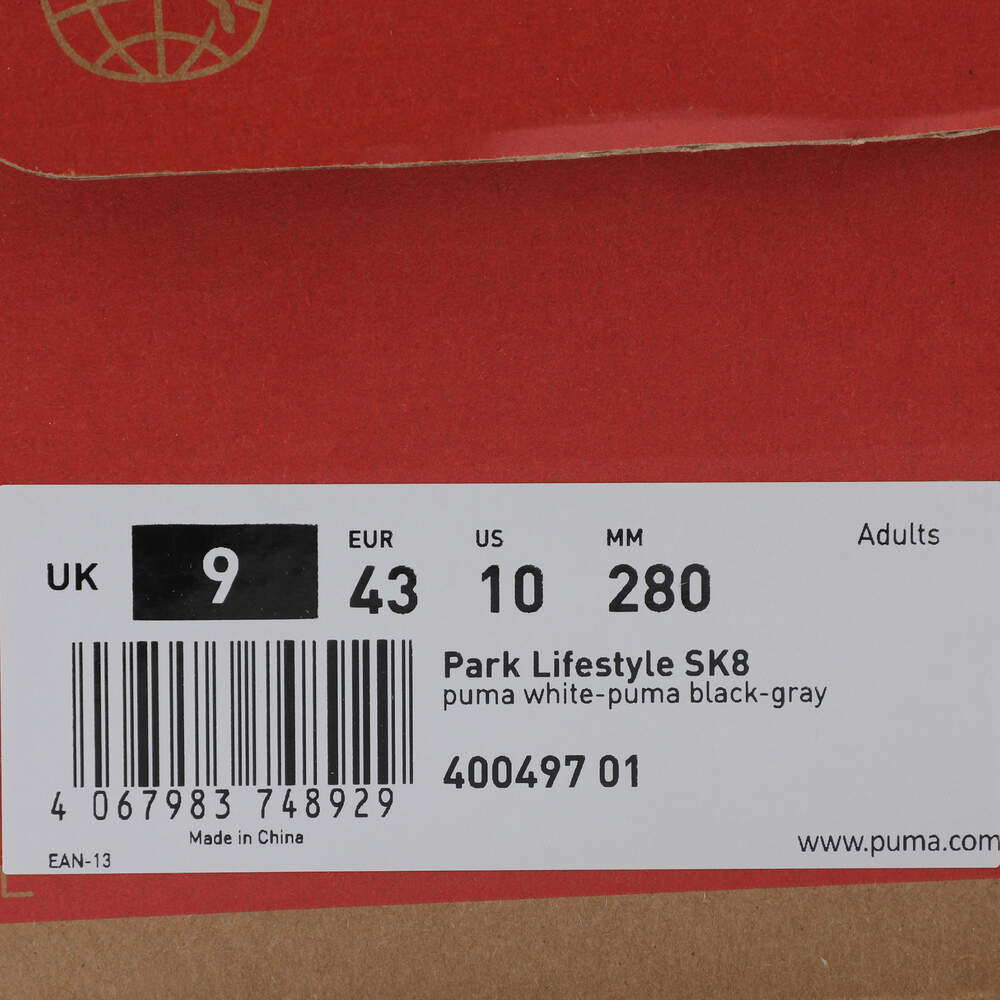 EUR US MM Adults
UK 9 43 10 280
Park Lifestyle SK8
puma white-puma black-gray
400497 01
4 067983 748929
Made in China
EAN-13
www.puma.com